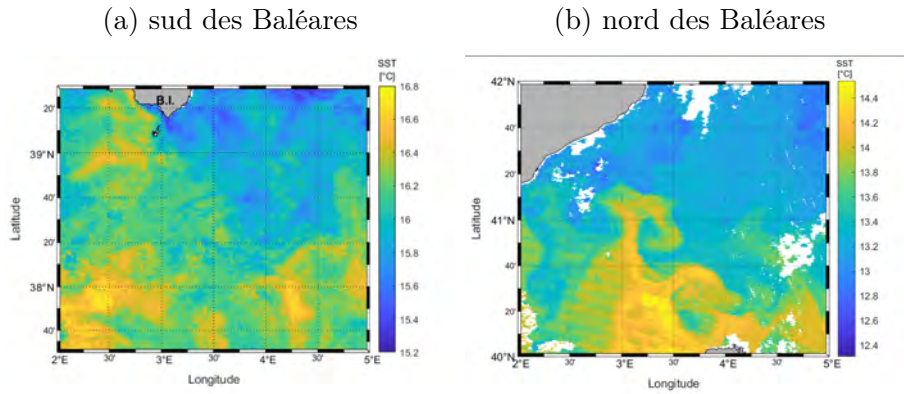 (a) sud des Baléares
(b) nord des Baléares
SST
[°C]
B.I.
20'
39°N
40'
20'
38°N
40'
2°E
30'
3°E
30'
4°E
30'
5°E
Latitude
Longitude
16.8
16.6
16.4
16.2
16
15.8
15.6
15.4
15.2
SST
[°C]
42°N
40'
20'
41°N
40'
20'
40°N
2°E
30'
3°E
30'
4°E
30'
5°E
Latitude
Longitude
14.4
14.2
14
13.8
13.6
13.4
13.2
13
12.8
12.6
12.4